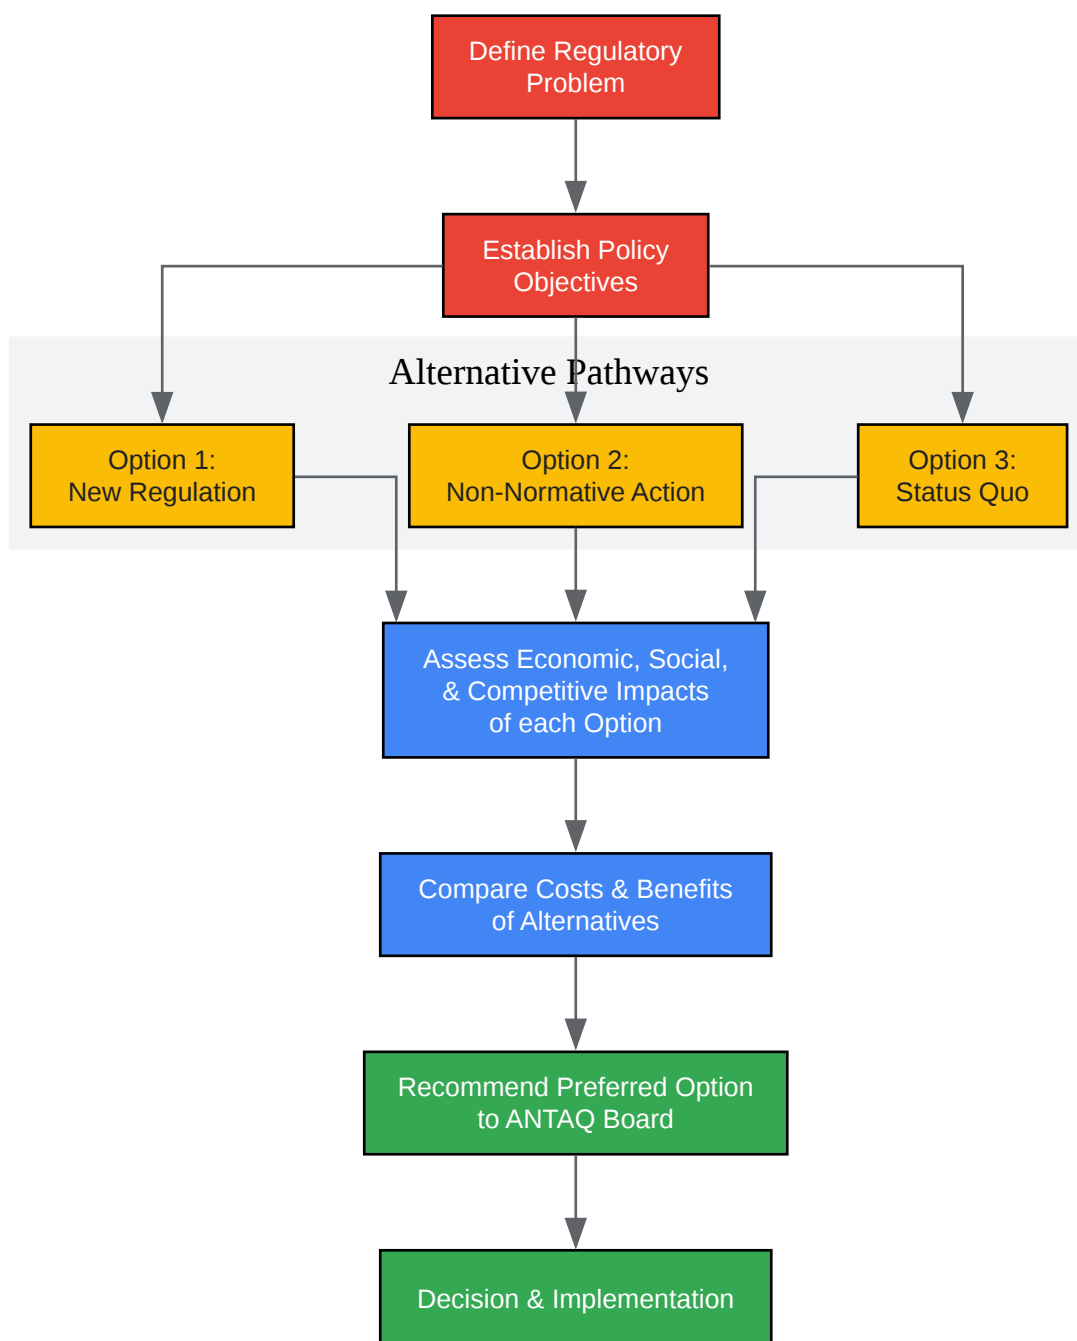 Define Regulatory
Problem
Establish Policy
Objectives
Alternative Pathways
Option 1:
New Regulation
Option 2:
Non-Normative Action
Option 3:
Status Quo
Assess Economic, Social,
& Competitive Impacts
of each Option
Compare Costs & Benefits
of Alternatives
Recommend Preferred Option
to ANTAQ Board
Decision & Implementation